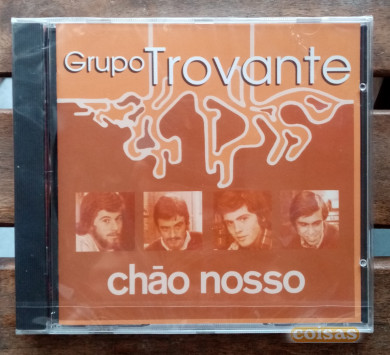 Grupo Trovante
chão nosso
coisas